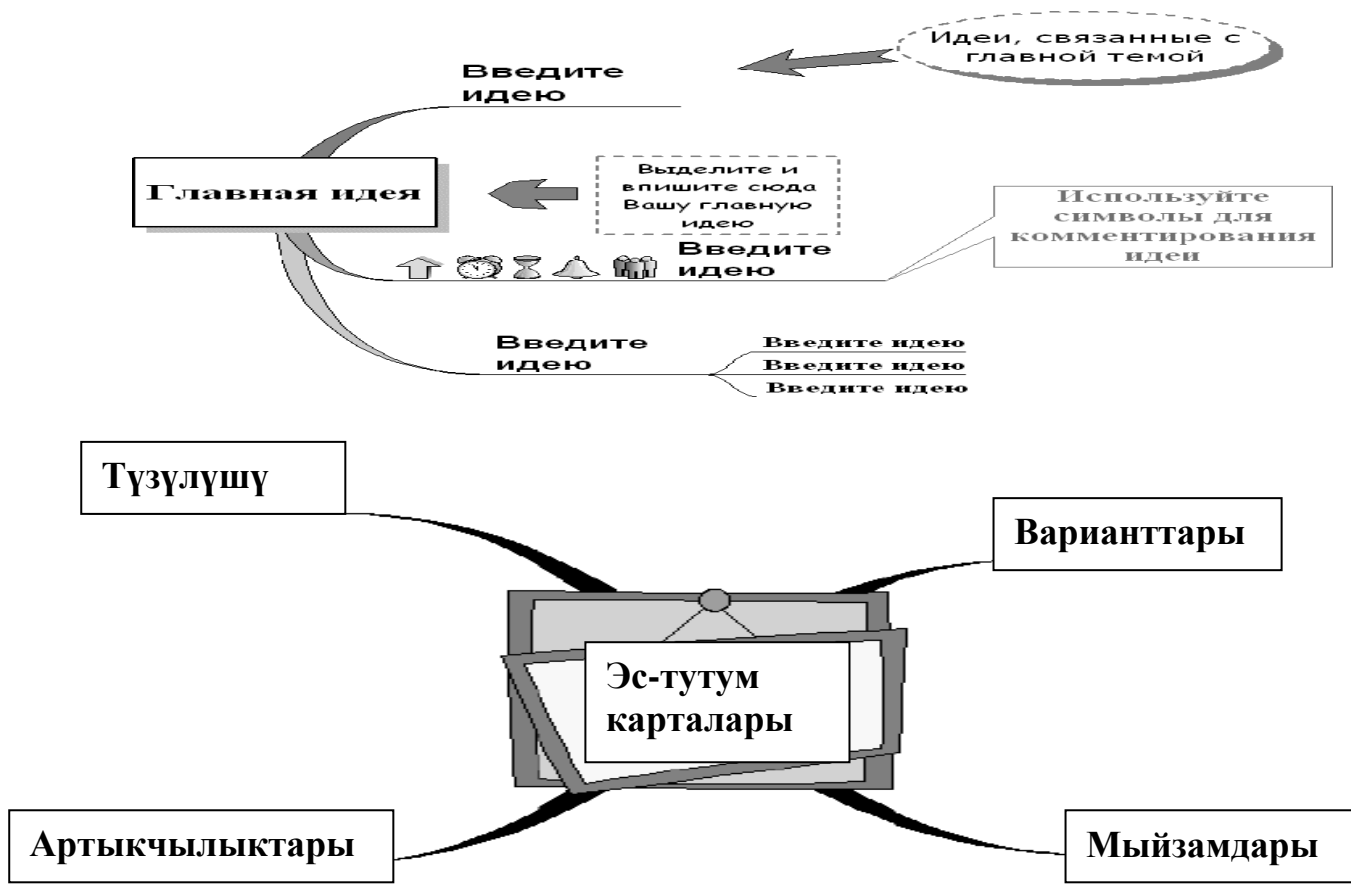 Идеи, связанные с
главной темой
Введите
идею
Главная идея
Выделите и
впишите сюда
Вашу главную
идею
Введите
идею
Используйте
символы для
комментирования
идеи
Введите
идею
Введите идею
Введите идею
Введите идею
Түзүлүшү
Варианттары
Эс-тутум
карталары
Артыкчылыктары
Мыйзамдары